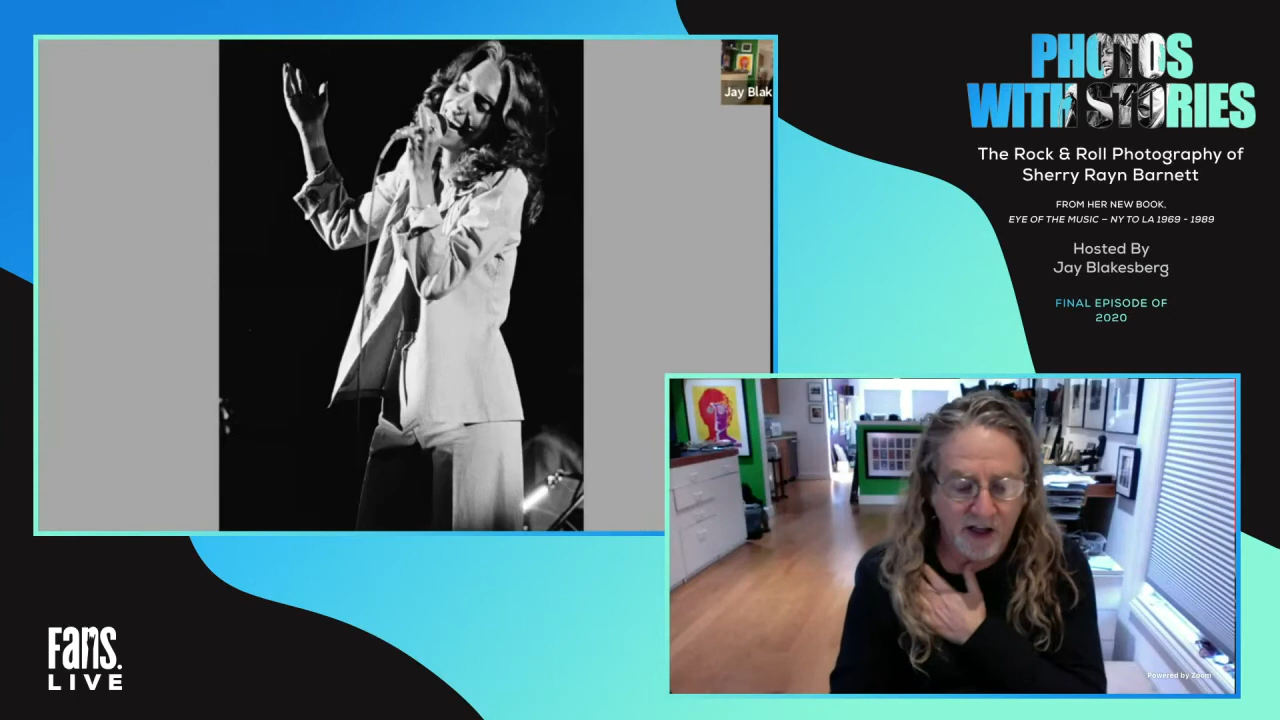 Jay Blak
PHOTOS
WITH STORIES
The Rock & Roll Photography of
Sherry Rayn Barnett
FROM HER NEW BOOK,
EYE OF THE MUSIC – NY TO LA 1969 - 1989
Hosted By
Jay Blakesberg
FINAL EPISODE OF
2020
Fans.
LIVE
Powered by Zoom